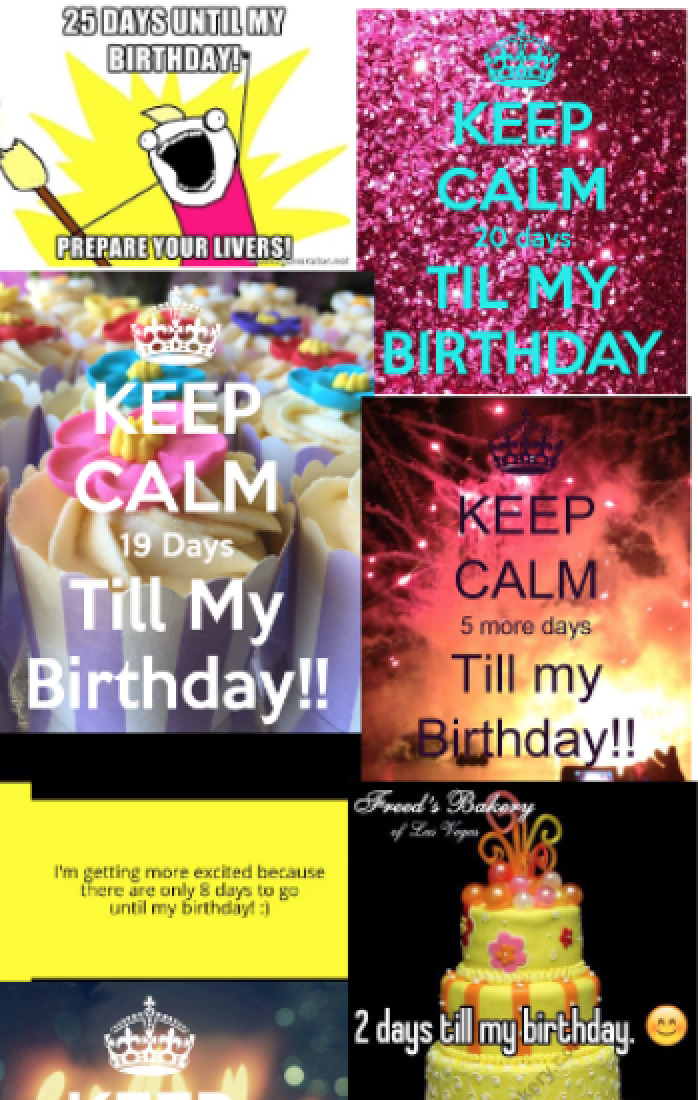 25 DAYS UNTIL MY
BIRTHDAY!
PREPARE YOUR LIVERS!
KEEP
CALM
20 days
TIL MY
BIRTHDAY
KEEP
CALM
19 Days
Till My
Birthday!!
KEEP
CALM
5 more days
Till my
Birthday!!
I'm getting more excited because
there are only 8 days to go
until my birthday! :)
Freed's Bakery
of Las Vegas
2 days till my birthday. 😊
KEEP